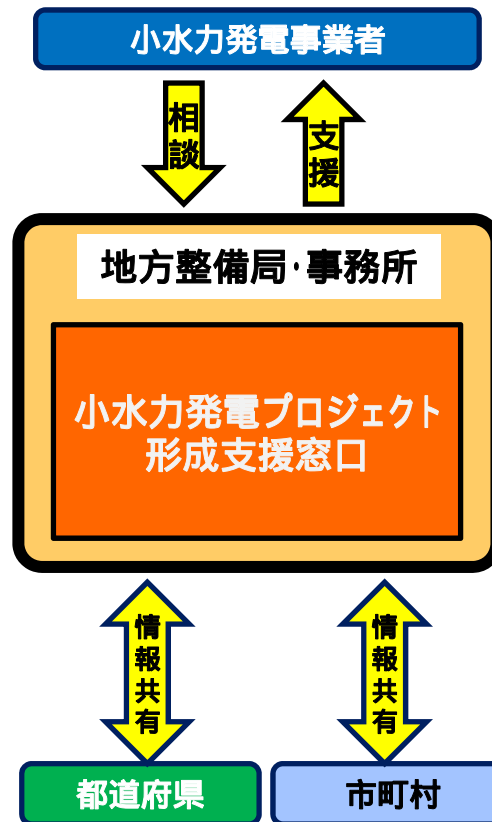 小水力発電事業者
相談
支援
地方整備局・事務所
小水力発電プロジェクト
形成支援窓口
情報共有
情報共有
都道府県
市町村